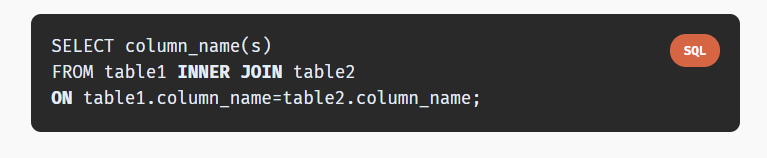 SELECT column_name(s)
SQL
FROM table1 INNER JOIN table2
ON table1.column_name=table2.column_name;